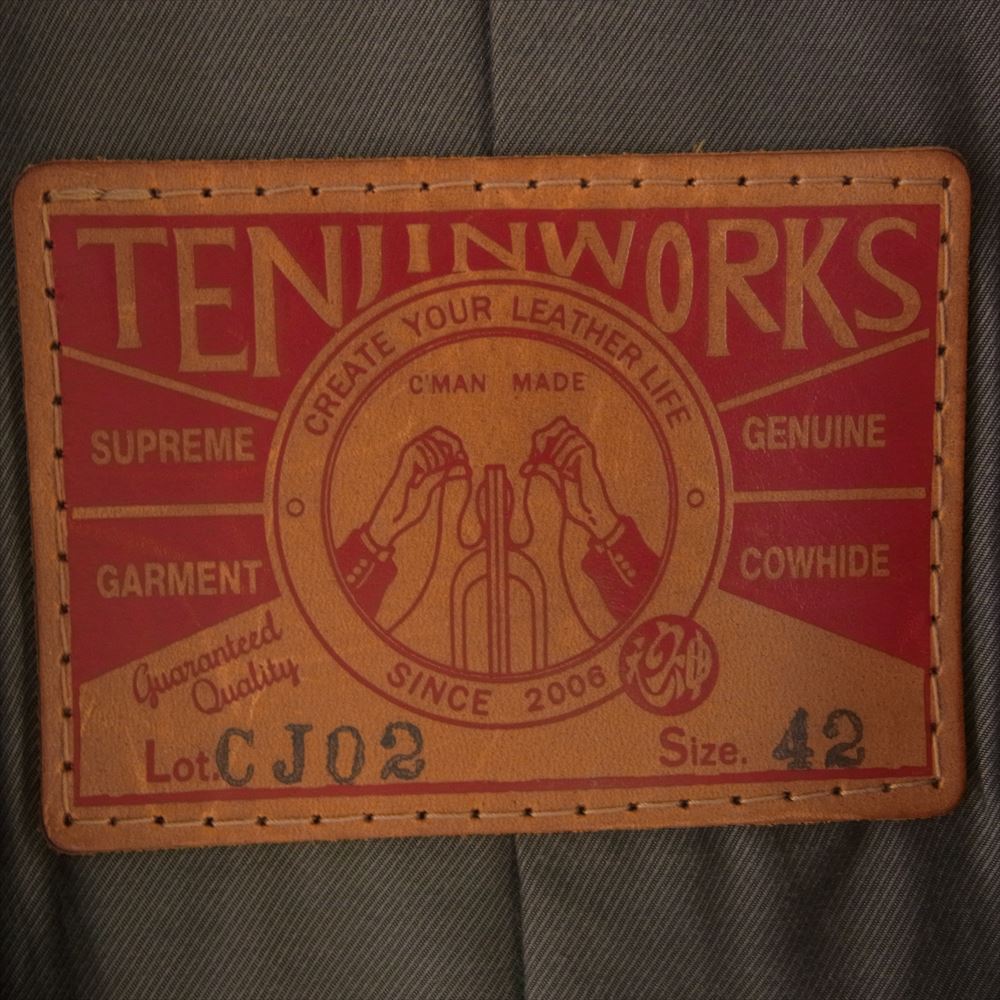 TENJINWORKS
CREATE YOUR LEATHER LIFE
C'MAN MADE
SUPREME
GENUINE
GARMENT
COWHIDE
SINCE 2006
Guaranteed
Quality
Lot. CJ02
Size. 42